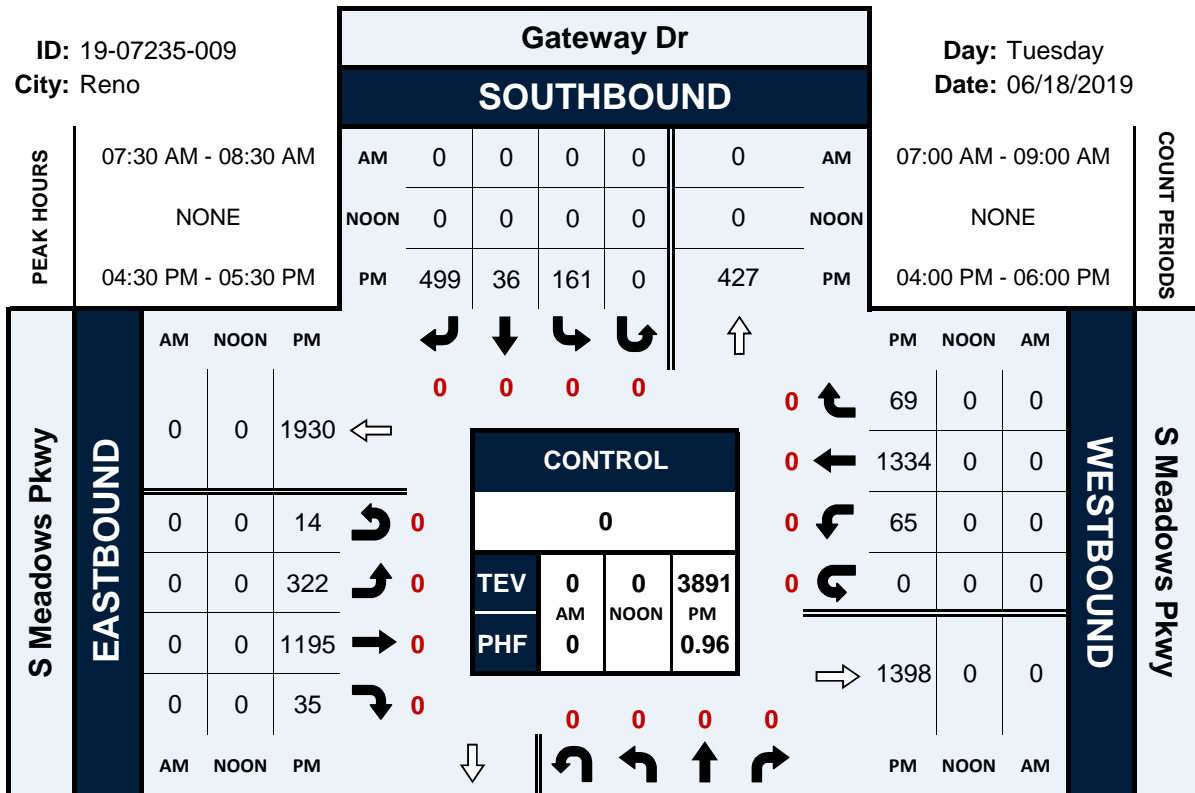 ID: 19-07235-009
City: Reno
Gateway Dr
SOUTHBOUND
Day: Tuesday
Date: 06/18/2019
PEAK HOURS
07:30 AM - 08:30 AM
NONE
04:30 PM - 05:30 PM
AM 0 0 0 0 0 AM
NOON 0 0 0 0 0 NOON
PM 499 36 161 0 427 PM
07:00 AM - 09:00 AM
NONE
04:00 PM - 06:00 PM
COUNT PERIODS
S Meadows Pkwy
EASTBOUND
AM NOON PM
0 0 1930
0 0 14 0
0 0 322 0
0 0 1195 0
0 0 35 0
AM NOON PM
0 0 0 0
CONTROL
0
TEV 0 0 3891
AM NOON PM
PHF 0 0.96
0 0 0 0
PM NOON AM
0 69 0 0
0 1334 0 0
0 65 0 0
0 0 0 0
1398 0 0
PM NOON AM
WESTBOUND
S Meadows Pkwy